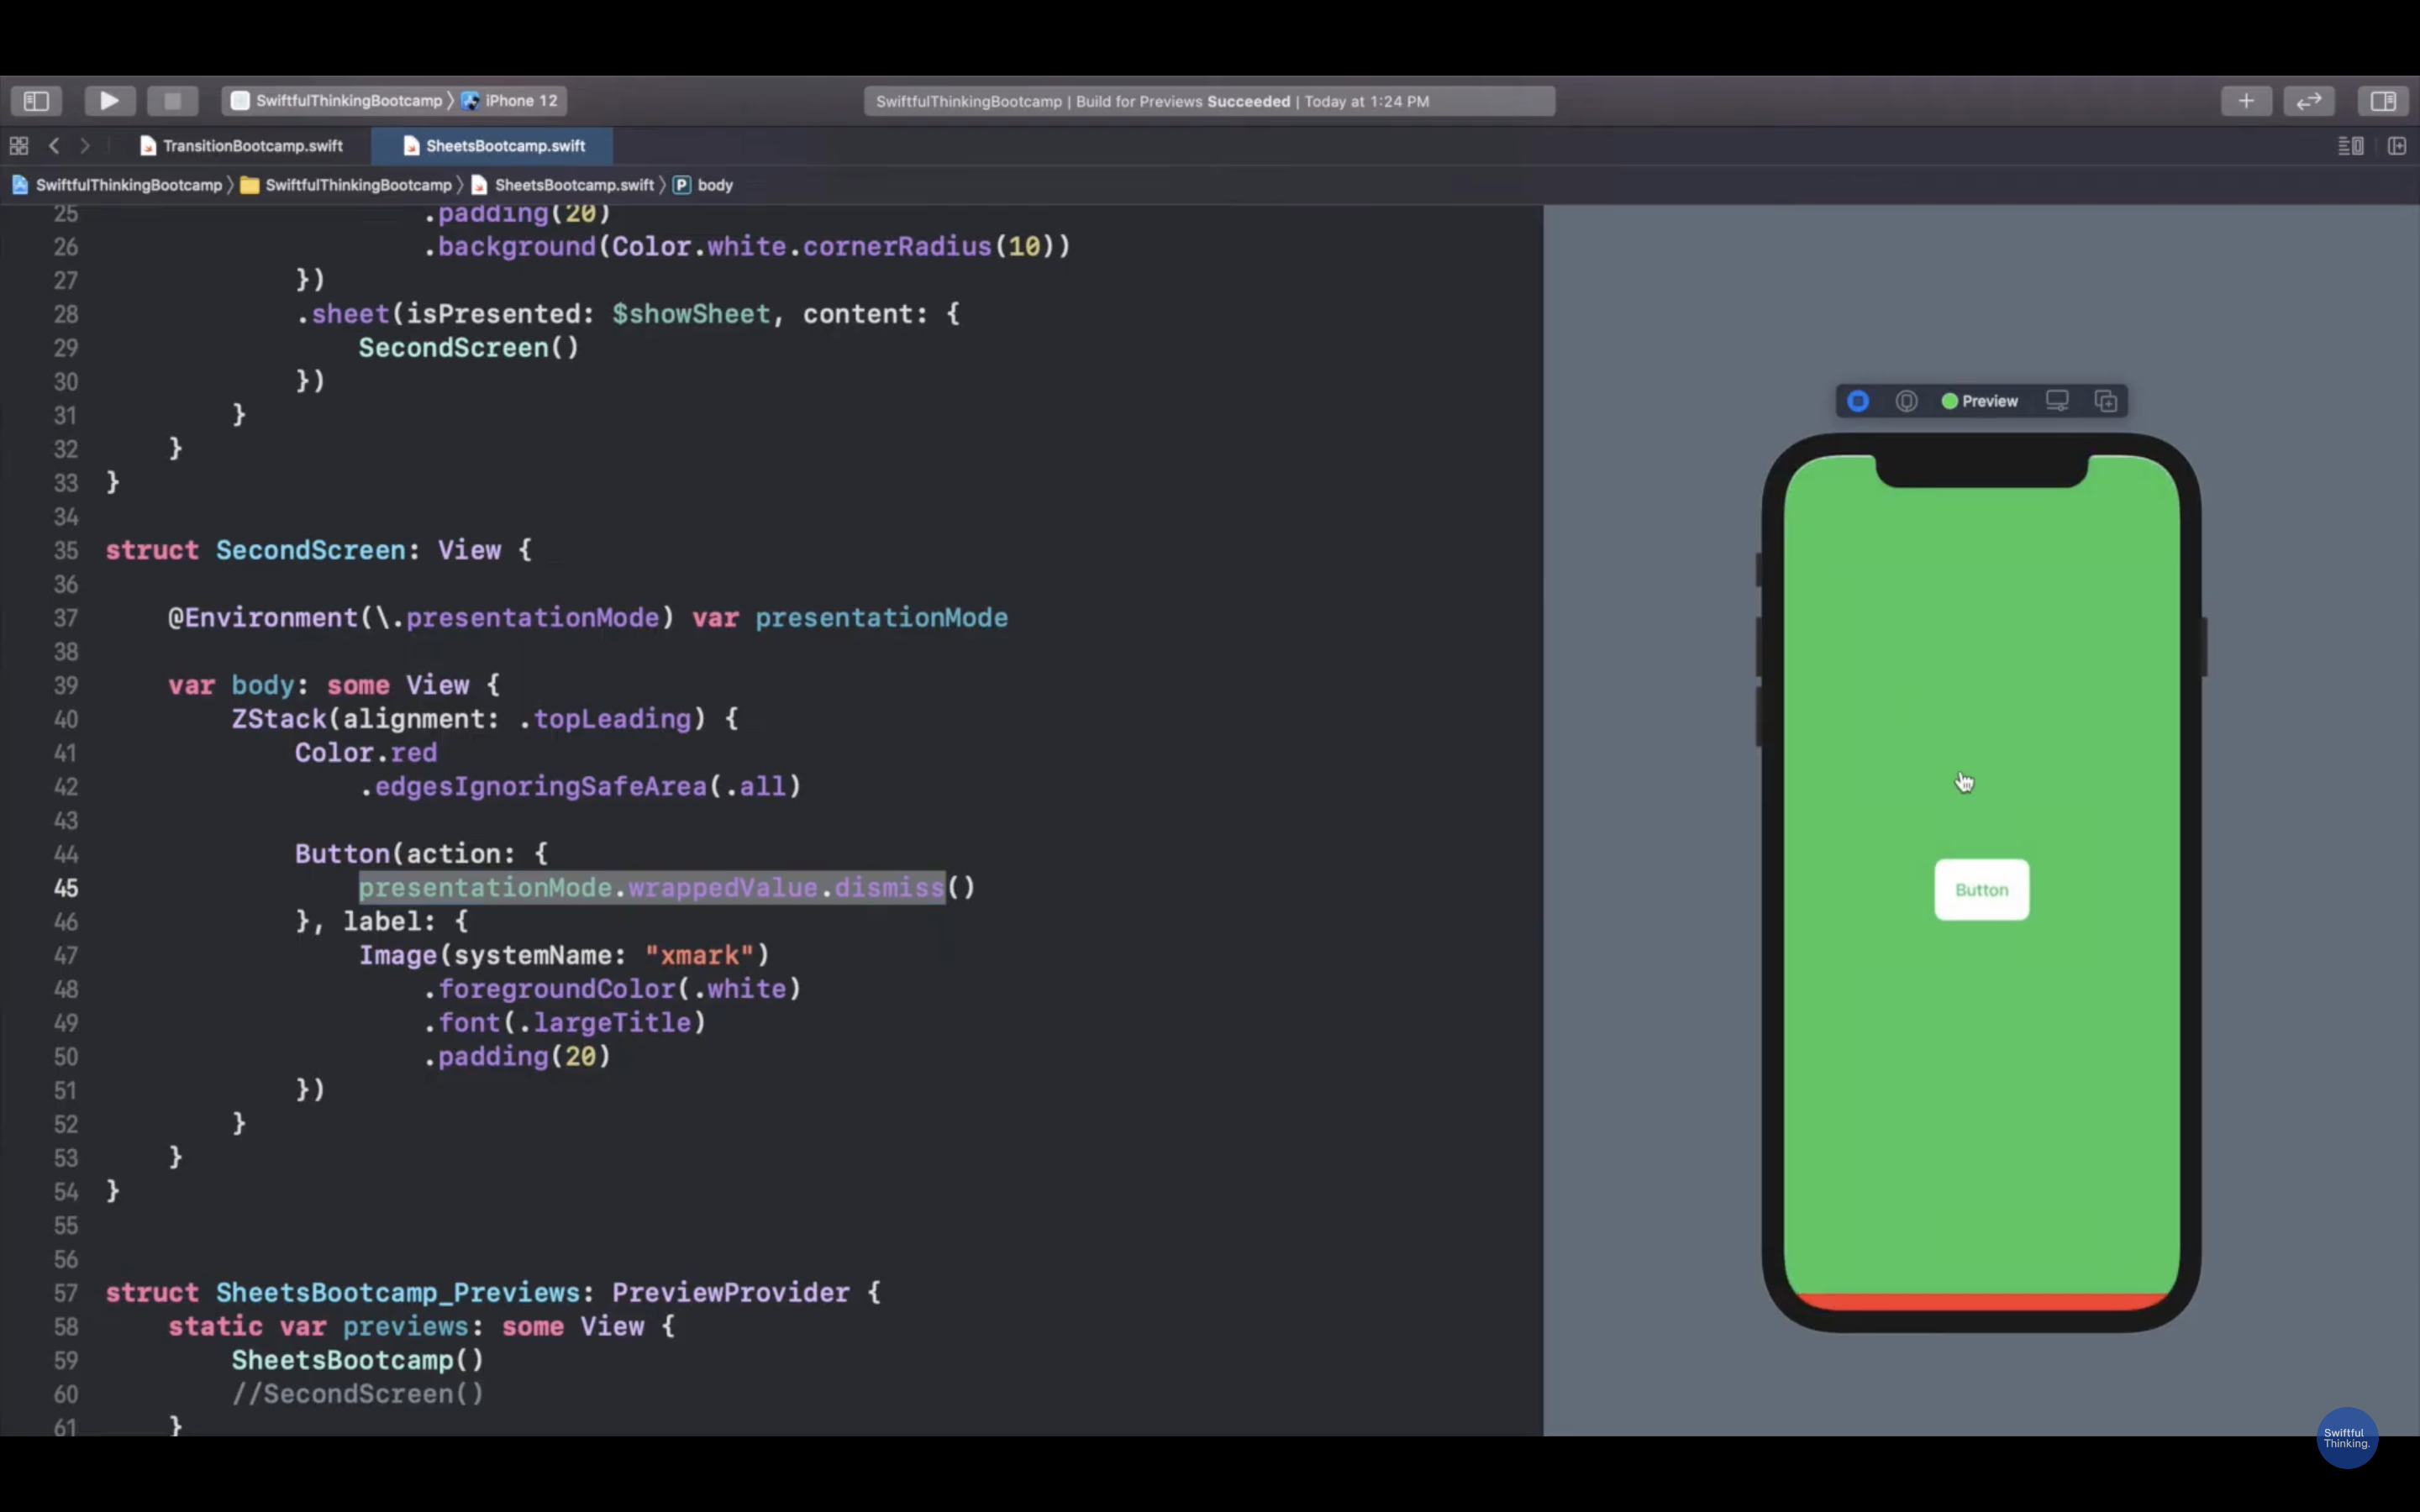 SwiftfulThinkingBootcamp 〉 iPhone 12
SwiftfulThinkingBootcamp | Build for Previews Succeeded | Today at 1:24 PM
TransitionBootcamp.swift
SheetsBootcamp.swift
SwiftfulThinkingBootcamp 〉 SwiftfulThinkingBootcamp 〉 SheetsBootcamp.swift 〉 P body
25 .padding(20)
26 .background(Color.white.cornerRadius(10))
27 })
28 .sheet(isPresented: $showSheet, content: {
29 SecondScreen()
30 })
31 }
32 }
33 }
34
35 struct SecondScreen: View {
36
37 @Environment(\.presentationMode) var presentationMode
38
39 var body: some View {
40 ZStack(alignment: .topLeading) {
41 Color.red
42 .edgesIgnoringSafeArea(.all)
43
44 Button(action: {
45 presentationMode.wrappedValue.dismiss()
46 }, label: {
47 Image(systemName: "xmark")
48 .foregroundColor(.white)
49 .font(.largeTitle)
50 .padding(20)
51 })
52 }
53 }
54 }
55
56
57 struct SheetsBootcamp_Previews: PreviewProvider {
58 static var previews: some View {
59 SheetsBootcamp()
60 //SecondScreen()
61 }
Preview
Button
Swiftful
Thinking.